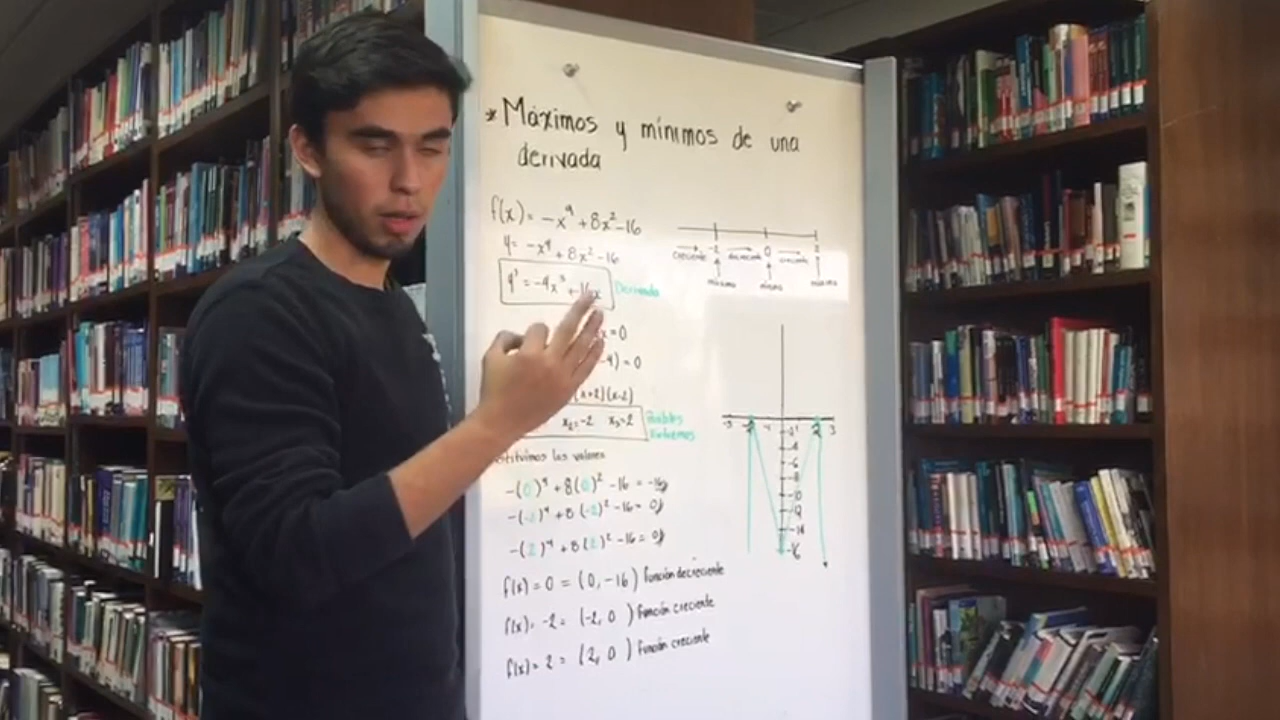 * Máximos y mínimos de una
derivada
f(x) = -x⁴ + 8x² - 16
y = -x⁴ + 8x² - 16
y' = -4x³ + 16x Derivada
x = 0
-4) = 0
(x+2)(x-2)
x₂ = -2 x₃ = 2 Posibles
Extremos
stituimos los valores
-(0)⁴ + 8(0)² - 16 = -16
-(-2)⁴ + 8(-2)² - 16 = 0
-(2)⁴ + 8(2)² - 16 = 0
f(x) = 0 = (0, -16) Función decreciente
f(x) = -2 = (-2, 0) Función creciente
f(x) = 2 = (2, 0) Función creciente
-2 0 2
creciente decreciente creciente
máximo mínimo máximo
-3 -2 -1 2 3
-2
-4
-6
-8
-10
-14
-16